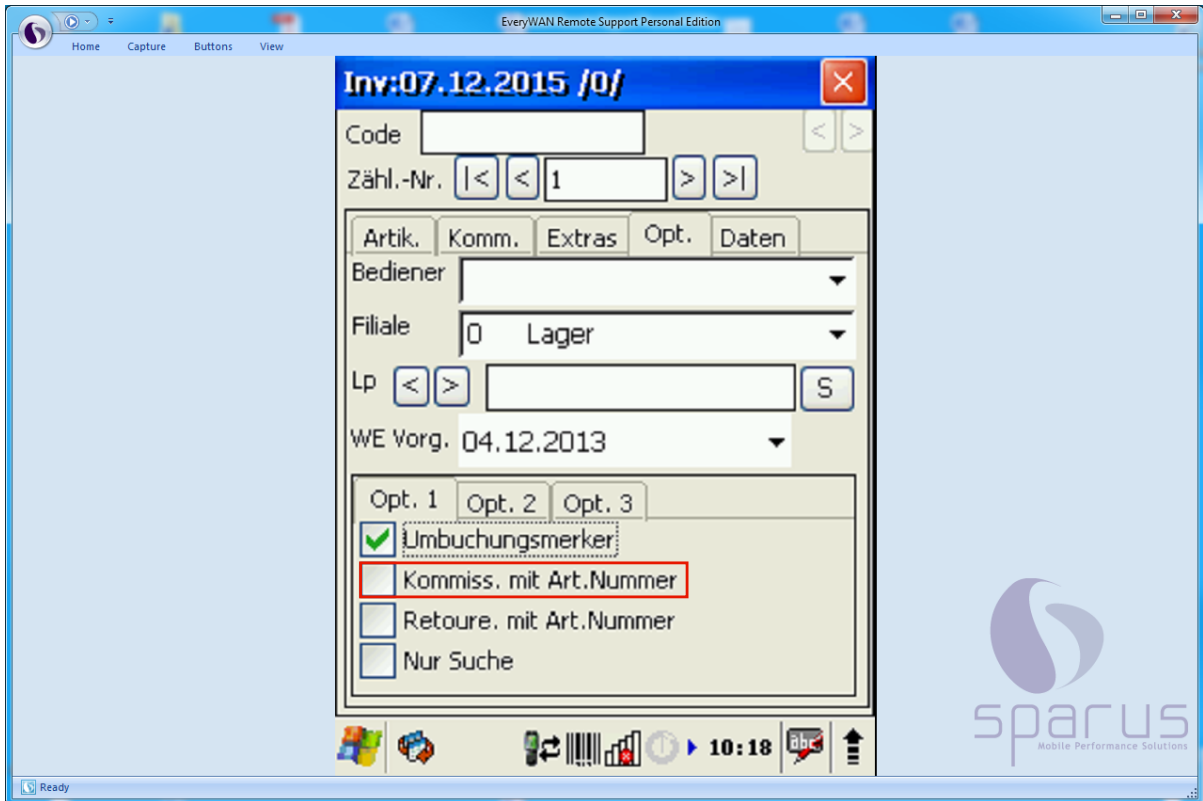 EveryWAN Remote Support Personal Edition
Home Capture Buttons View
Inv:07.12.2015 /0/
Code < >
Zähl.-Nr. |< < 1 > >|
Artik. Komm. Extras Opt. Daten
Bediener
Filiale 0 Lager
Lp < > S
WE Vorg. 04.12.2013
Opt. 1 Opt. 2 Opt. 3
Umbuchungsmerker
Kommiss. mit Art.Nummer
Retoure. mit Art.Nummer
Nur Suche
sparus
Mobile Performance Solutions
10:18 abc
Ready